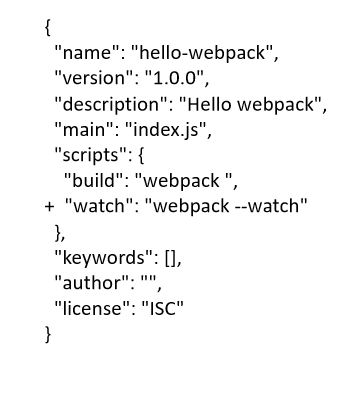 {
  "name": "hello-webpack",
  "version": "1.0.0",
  "description": "Hello webpack",
  "main": "index.js",
  "scripts": {
    "build": "webpack ",
+  "watch": "webpack --watch"
  },
  "keywords": [],
  "author": "",
  "license": "ISC"
}